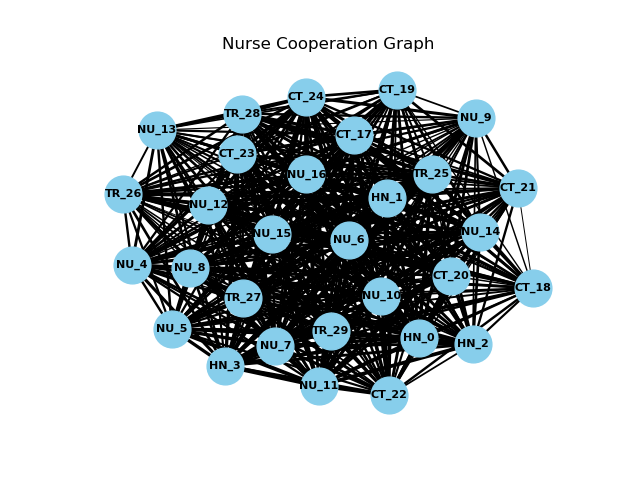 Nurse Cooperation Graph
CT_19
CT_24
TR_28
NU_9
NU_13
CT_17
CT_23
NU_16
TR_25
CT_21
TR_26
HN_1
NU_12
NU_14
NU_15
NU_6
NU_4
NU_8
CT_20
CT_18
TR_27
NU_10
NU_5
TR_29
HN_0
HN_2
NU_7
HN_3
NU_11
CT_22